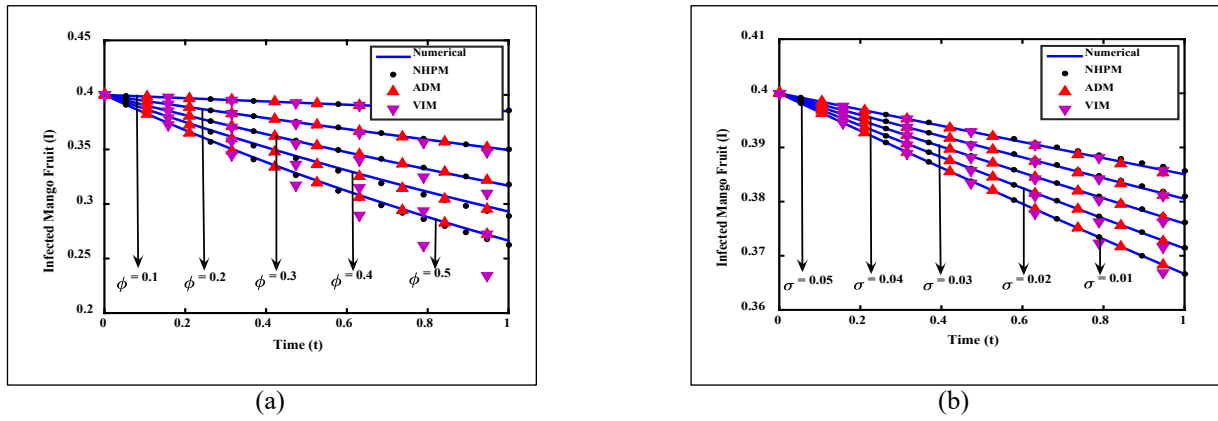 0.45
0.4
0.35
0.3
0.25
0.2
Infected Mango Fruit (I)
Numerical
NHPM
ADM
VIM
ϕ = 0.1
ϕ = 0.2
ϕ = 0.3
ϕ = 0.4
ϕ = 0.5
0 0.2 0.4 0.6 0.8 1
Time (t)
(a)
0.41
0.4
0.39
0.38
0.37
0.36
Infected Mango Fruit (I)
Numerical
NHPM
ADM
VIM
σ = 0.05
σ = 0.04
σ = 0.03
σ = 0.02
σ = 0.01
0 0.2 0.4 0.6 0.8 1
Time (t)
(b)